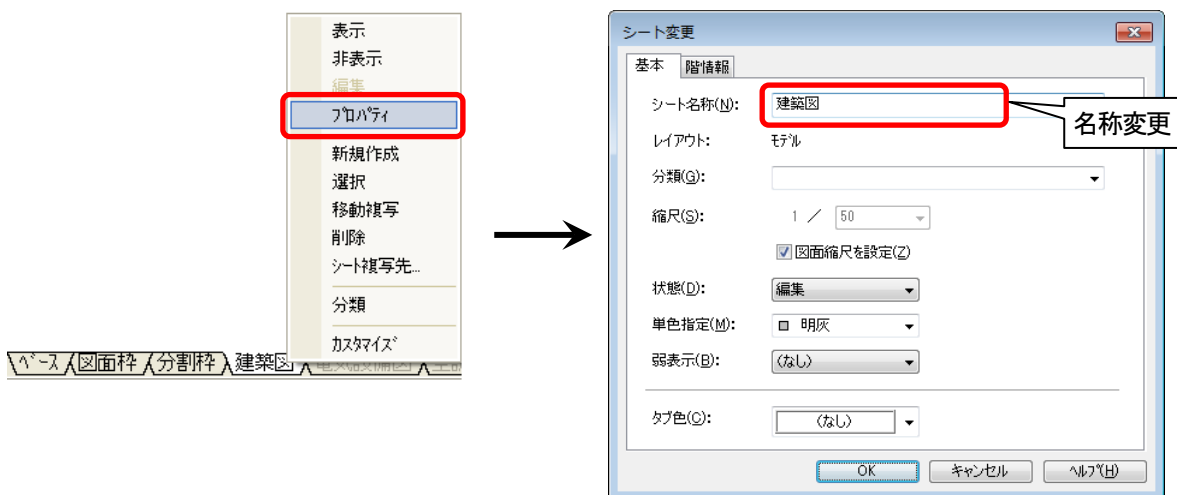 表示
非表示
編集
プロパティ
新規作成
選択
移動複写
削除
シート複写先...
分類
カスタマイズ
ベース 図面枠 分割枠 建築図 電気設備図
シート変更
基本 階情報
シート名称(N): 建築図
名称変更
レイアウト: モデル
分類(G):
縮尺(S): 1 / 50
図面縮尺を設定(Z)
状態(D): 編集
単色指定(M): 明灰
弱表示(B): (なし)
タブ色(C): (なし)
OK キャンセル ヘルプ(H)